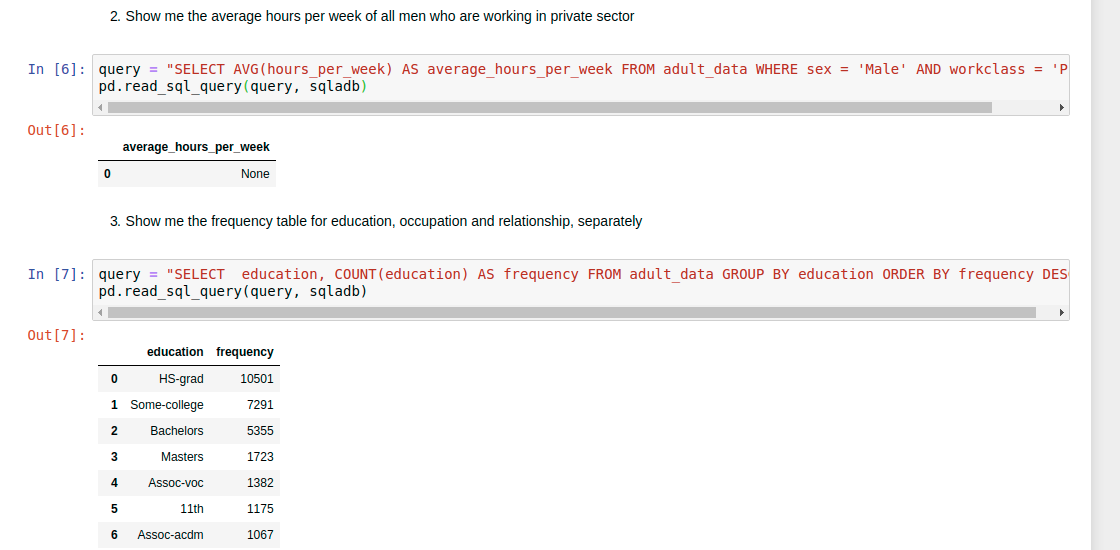 2. Show me the average hours per week of all men who are working in private sector
In [6]: query = "SELECT AVG(hours_per_week) AS average_hours_per_week FROM adult_data WHERE sex = 'Male' AND workclass = 'P
pd.read_sql_query(query, sqladb)
Out[6]:
average_hours_per_week
0 None
3. Show me the frequency table for education, occupation and relationship, separately
In [7]: query = "SELECT  education, COUNT(education) AS frequency FROM adult_data GROUP BY education ORDER BY frequency DES
pd.read_sql_query(query, sqladb)
Out[7]:
education frequency
0 HS-grad 10501
1 Some-college 7291
2 Bachelors 5355
3 Masters 1723
4 Assoc-voc 1382
5 11th 1175
6 Assoc-acdm 1067